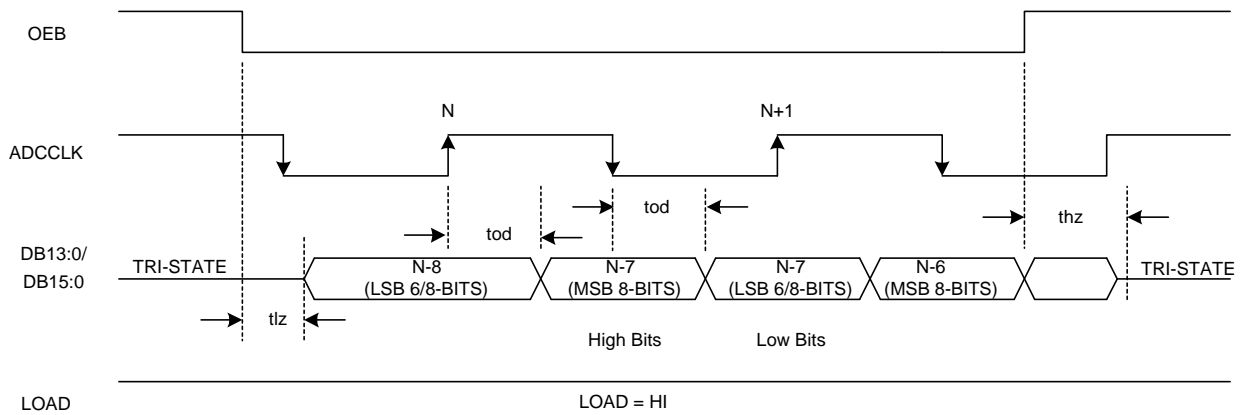 OEB
N
N+1
ADCCLK
tod
tod
thz
DB13:0/
DB15:0
TRI-STATE
N-8
(LSB 6/8-BITS)
N-7
(MSB 8-BITS)
N-7
(LSB 6/8-BITS)
N-6
(MSB 8-BITS)
TRI-STATE
tlz
High Bits
Low Bits
LOAD
LOAD = HI